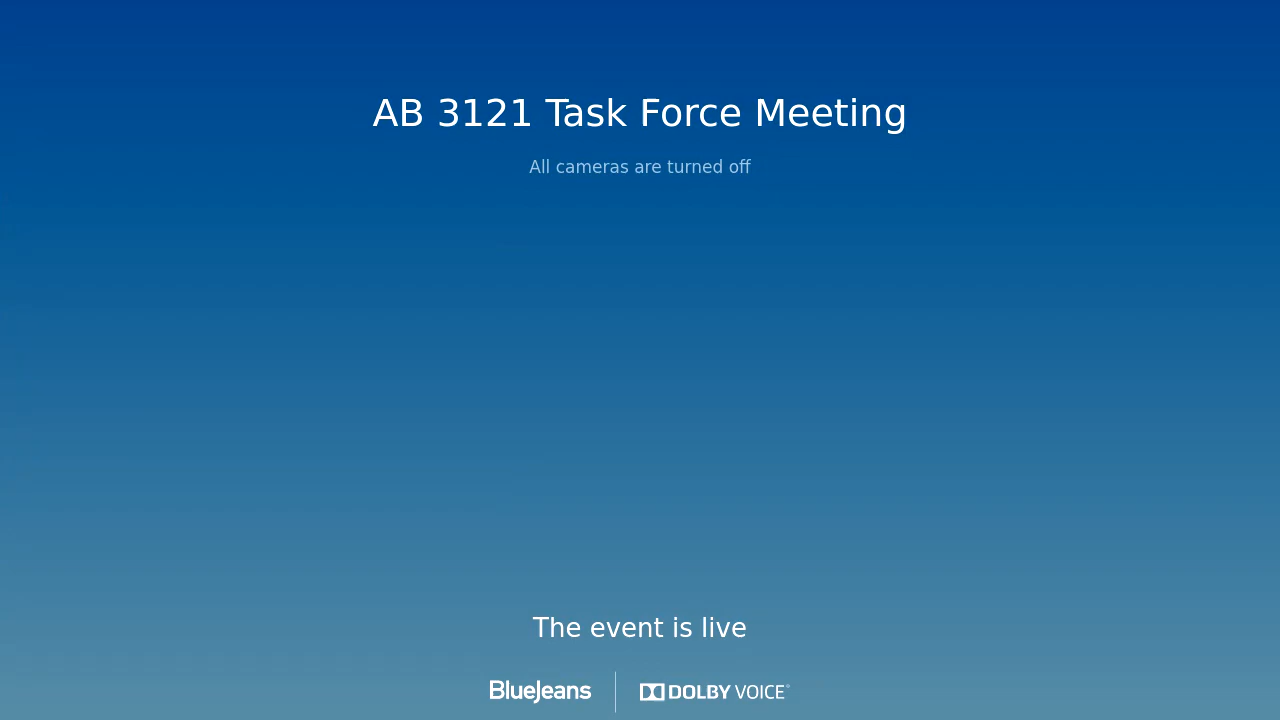 AB 3121 Task Force Meeting
All cameras are turned off
The event is live
BlueJeans
DOLBY VOICE®